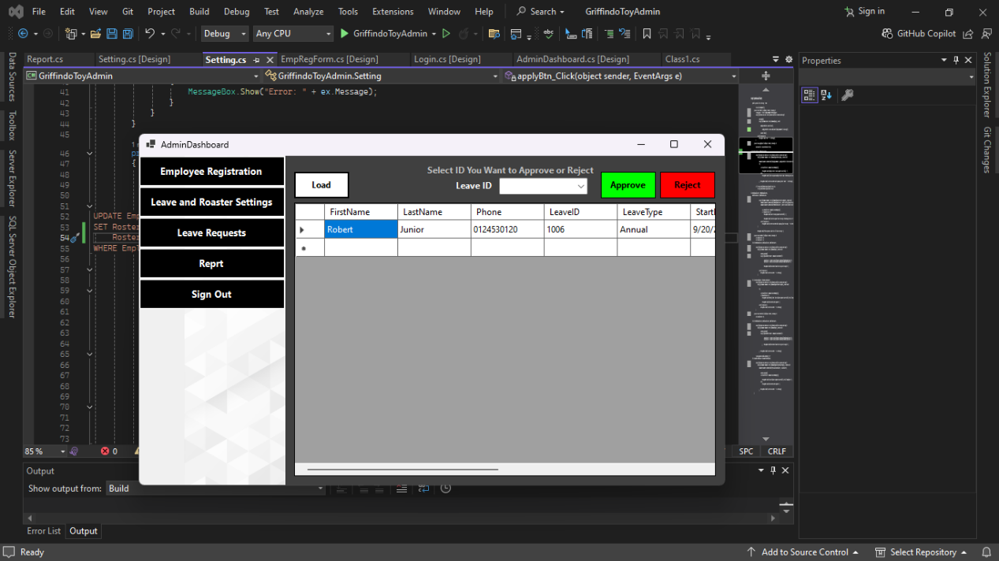 File Edit View Git Project Build Debug Test Analyze Tools Extensions Window Help Search GriffindoToyAdmin Sign in
Debug Any CPU GriffindoToyAdmin GitHub Copilot
Report.cs Setting.cs [Design] Setting.cs EmpRegForm.cs [Design] Login.cs [Design] AdminDashboard.cs [Design] Class1.cs
GriffindoToyAdmin GriffindoToyAdmin.Setting applyBtn_Click(object sender, EventArgs e)
Data Sources
Toolbox
Server Explorer
SQL Server Object Explorer
41 MessageBox.Show("Error: " + ex.Message);
42 }
43 }
44 }
45
46
47 {
48
49
50
51
52 UPDATE Emp
53 SET Roster
54 Roster
55 WHERE Empl
56
57
58
59
60
61
62
63
64
65
66
67
68
69
70
71
72
73
AdminDashboard
Employee Registration
Leave and Roaster Settings
Leave Requests
Reprt
Sign Out
Select ID You Want to Approve or Reject
Load Leave ID Approve Reject
FirstName LastName Phone LeaveID LeaveType
Robert Junior 0124530120 1006 Annual
85 % 0 SPC CRLF
Output
Show output from: Build
Error List Output
Ready Add to Source Control Select Repository
Properties
Solution Explorer
Git Changes